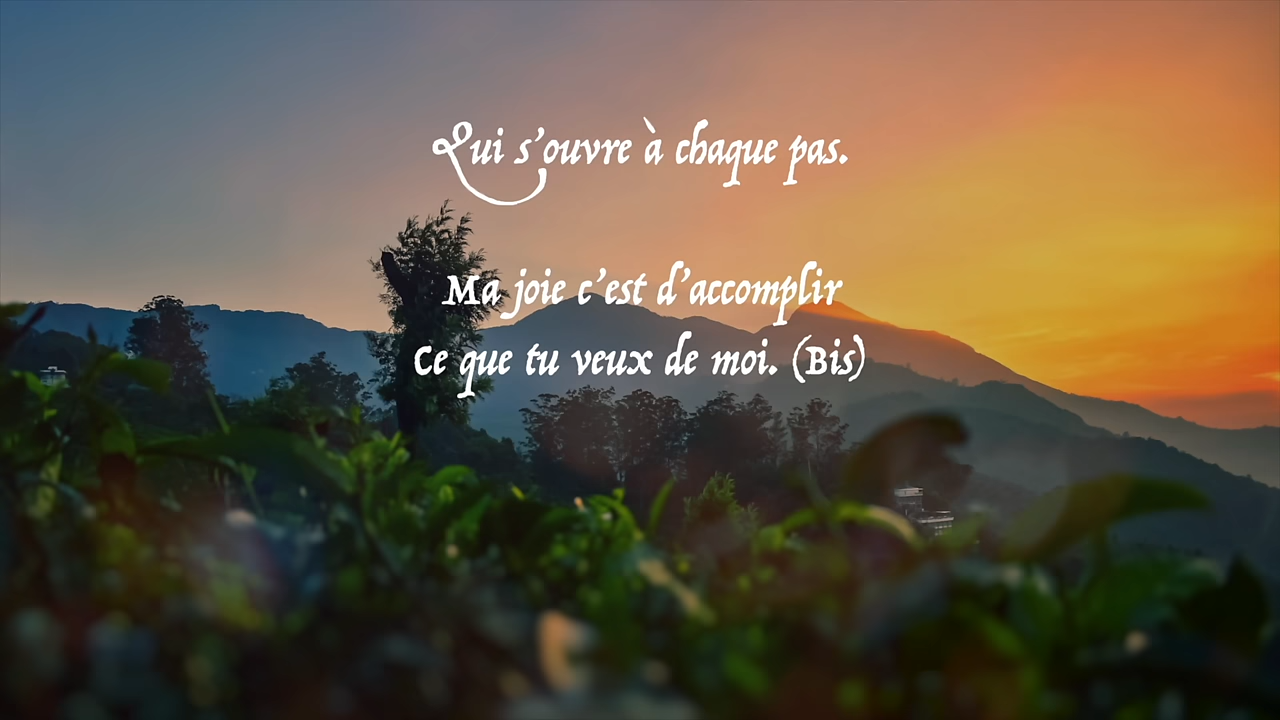 Qui s'ouvre à chaque pas.
Ma joie c'est d'accomplir
Ce que tu veux de moi. (Bis)